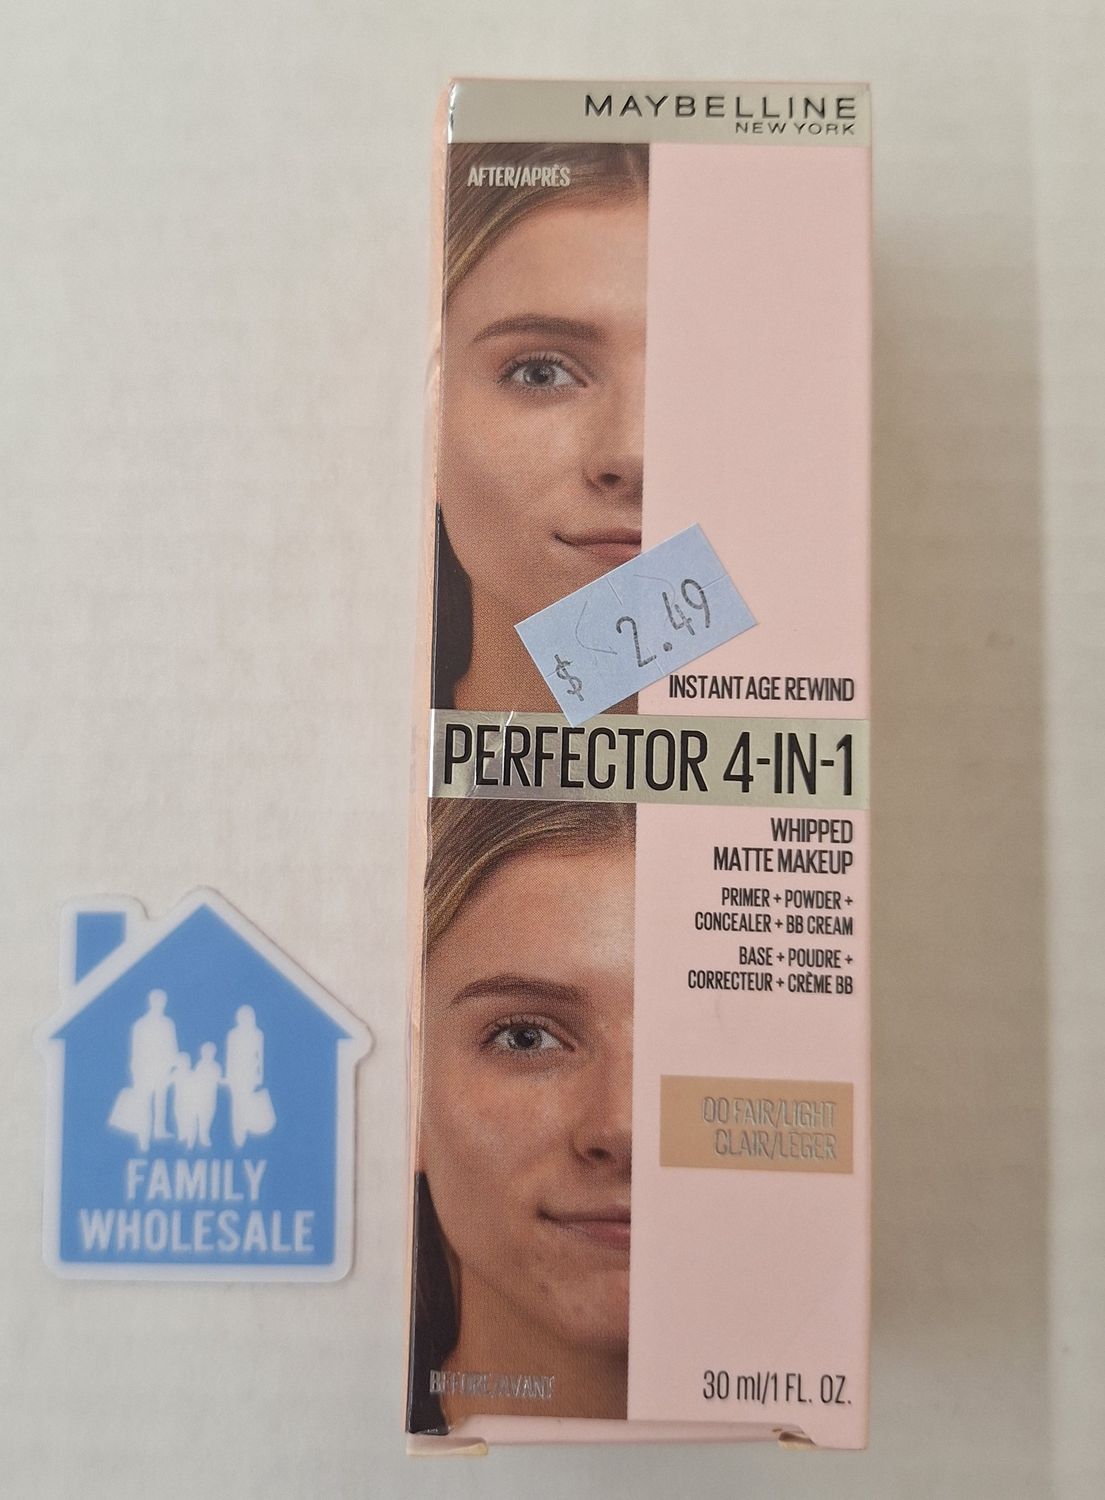 MAYBELLINE
NEW YORK
AFTER/APRÈS
$ 2.49
INSTANT AGE REWIND
PERFECTOR 4-IN-1
WHIPPED
MATTE MAKEUP
PRIMER + POWDER +
CONCEALER + BB CREAM
BASE + POUDRE +
CORRECTEUR + CRÈME BB
00 FAIR/LIGHT
CLAIR/LÉGER
BEFORE/AVANT
30 ml/1 FL. OZ.
FAMILY
WHOLESALE